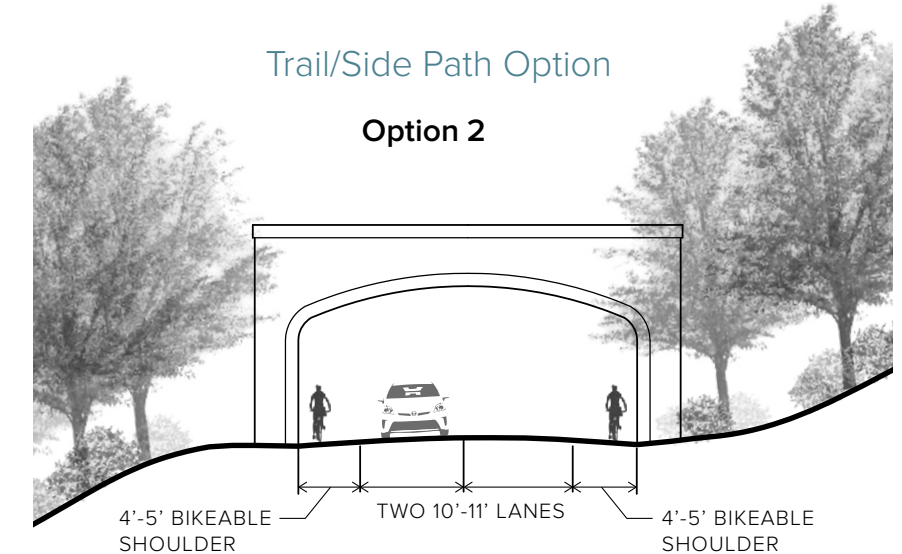 Trail/Side Path Option
Option 2
4’-5’ BIKEABLE
SHOULDER
TWO 10’-11’ LANES
4’-5’ BIKEABLE
SHOULDER